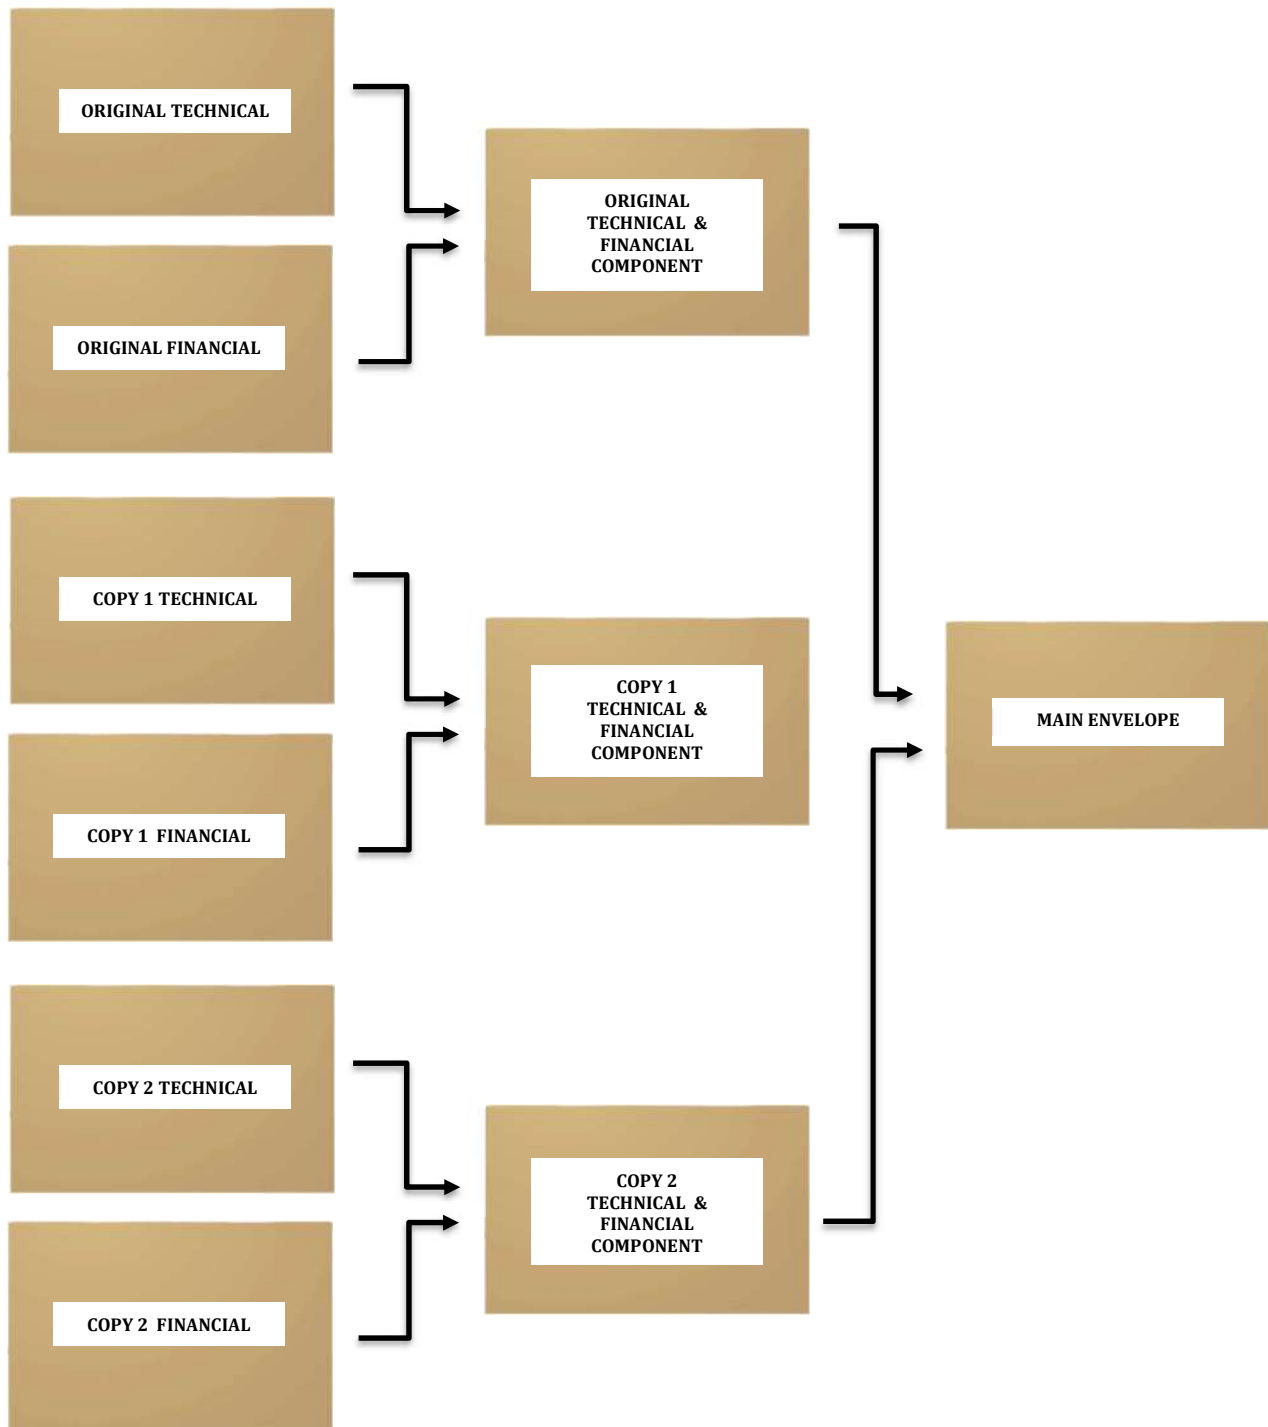 ORIGINAL TECHNICAL
ORIGINAL FINANCIAL
ORIGINAL
TECHNICAL &
FINANCIAL
COMPONENT
COPY 1 TECHNICAL
COPY 1 FINANCIAL
COPY 1
TECHNICAL &
FINANCIAL
COMPONENT
COPY 2 TECHNICAL
COPY 2 FINANCIAL
COPY 2
TECHNICAL &
FINANCIAL
COMPONENT
MAIN ENVELOPE